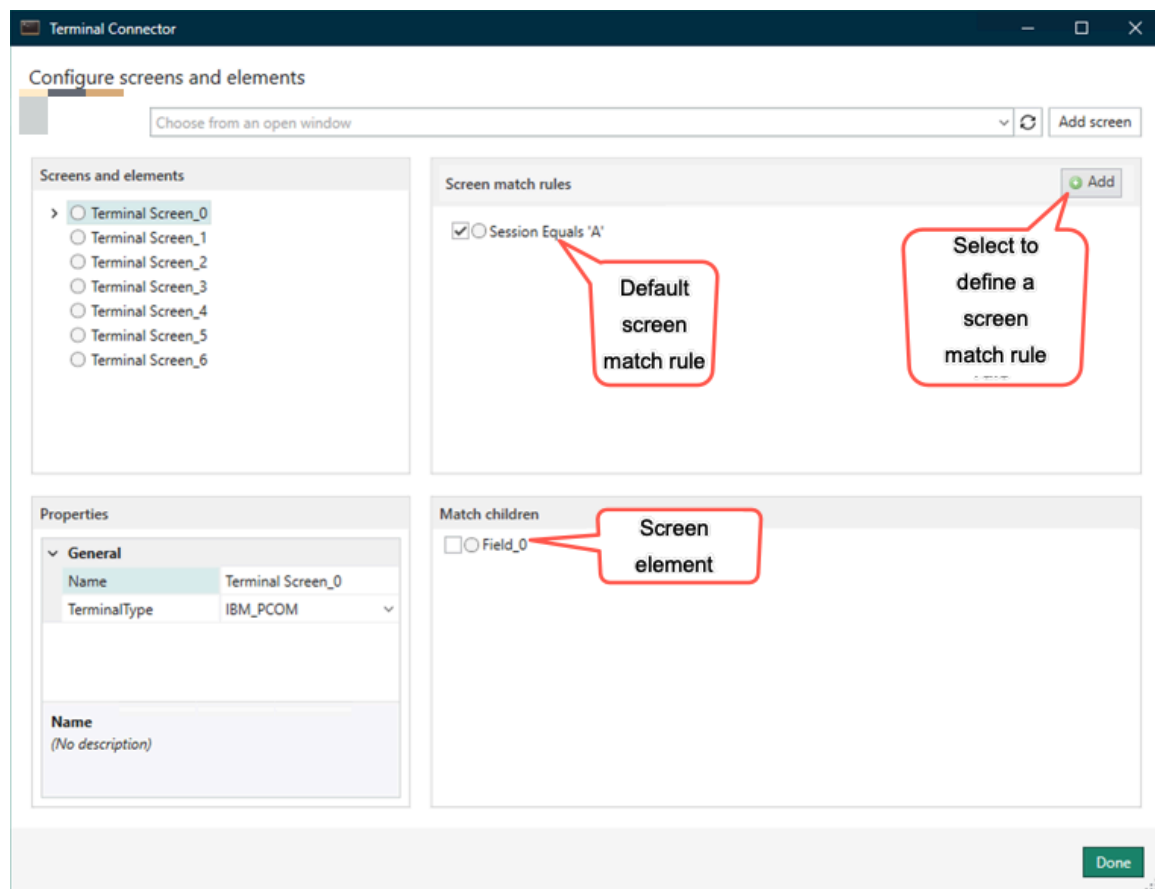 Terminal Connector
Configure screens and elements
Choose from an open window
Add screen
Screens and elements
Terminal Screen_0
Terminal Screen_1
Terminal Screen_2
Terminal Screen_3
Terminal Screen_4
Terminal Screen_5
Terminal Screen_6
Screen match rules
Add
Session Equals 'A'
Default
screen
match rule
Select to
define a
screen
match rule
Properties
General
Name Terminal Screen_0
TerminalType IBM_PCOM
Name
(No description)
Match children
Field_0
Screen
element
Done